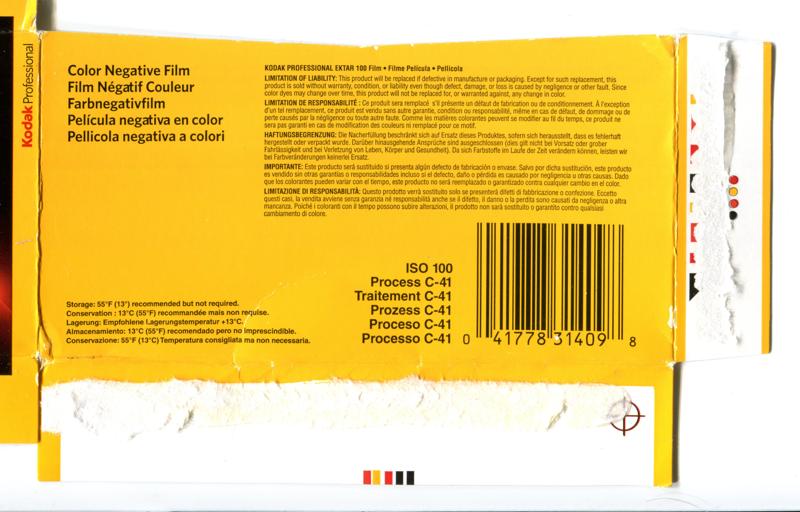 Kodak Professional
Color Negative Film
Film Négatif Couleur
Farbnegativfilm
Película negativa en color
Pellicola negativa a colori
KODAK PROFESSIONAL EKTAR 100 Film • Filme Película • Pellicola
LIMITATION OF LIABILITY: This product will be replaced if defective in manufacture or packaging. Except for such replacement, this
product is sold without warranty, condition, or liability even though defect, damage, or loss is caused by negligence or other fault. Since
color dyes may change over time, this product will not be replaced for, or warranted against, any change in color.
LIMITATION DE RESPONSABILITÉ : Ce produit sera remplacé s'il présente un défaut de fabrication ou de conditionnement. À l'exception
d'un tel remplacement, ce produit est vendu sans autre garantie, condition ou responsabilité, même en cas de défaut, de dommage ou de
perte causés par la négligence ou toute autre faute. Comme les matières colorantes peuvent se modifier au fil du temps, ce produit ne
sera pas garanti en cas de modification des couleurs ni remplacé pour ce motif.
HAFTUNGSBEGRENZUNG: Die Nacherfüllung beschränkt sich auf Ersatz dieses Produktes, sofern sich herausstellt, dass es fehlerhaft
hergestellt oder verpackt wurde. Darüber hinausgehende Ansprüche sind ausgeschlossen (dies gilt nicht bei Vorsatz oder grober
Fahrlässigkeit und bei Verletzung von Leben, Körper und Gesundheit). Da sich Farbstoffe im Laufe der Zeit verändern können, leisten wir
bei Farbveränderungen keinerlei Ersatz.
IMPORTANTE: Este producto será sustituido si presenta algún defecto de fabricación o envase. Salvo por dicha sustitución, este producto
es vendido sin otras garantías o responsabilidades incluso si el defecto, daño o pérdida es causado por negligencia u otras causas. Dado
que los colorantes pueden variar con el tiempo, este producto no será reemplazado o garantizado contra cualquier cambio en el color.
LIMITAZIONE DI RESPONSABILITÀ: Questo prodotto verrà sostituito solo se presenterà difetti di fabbricazione o confezione. Eccetto
questi casi, la vendita avviene senza garanzia né responsabilità anche se il difetto, il danno o la perdita sono causati da negligenza o altra
mancanza. Poiché i coloranti con il tempo possono subire alterazioni, il prodotto non sarà sostituito o garantito contro qualsiasi
cambiamento di colore.
ISO 100
Process C-41
Traitement C-41
Prozess C-41
Proceso C-41
Processo C-41
0 41778 31409 8
Storage: 55°F (13°) recommended but not required.
Conservation : 13°C (55°F) recommandée mais non requise.
Lagerung: Empfohlene Lagerungstemperatur +13°C.
Almacenamiento: 13°C (55°F) recomendado pero no imprescindible.
Conservazione: 55°F (13°C) Temperatura consigliata ma non necessaria.